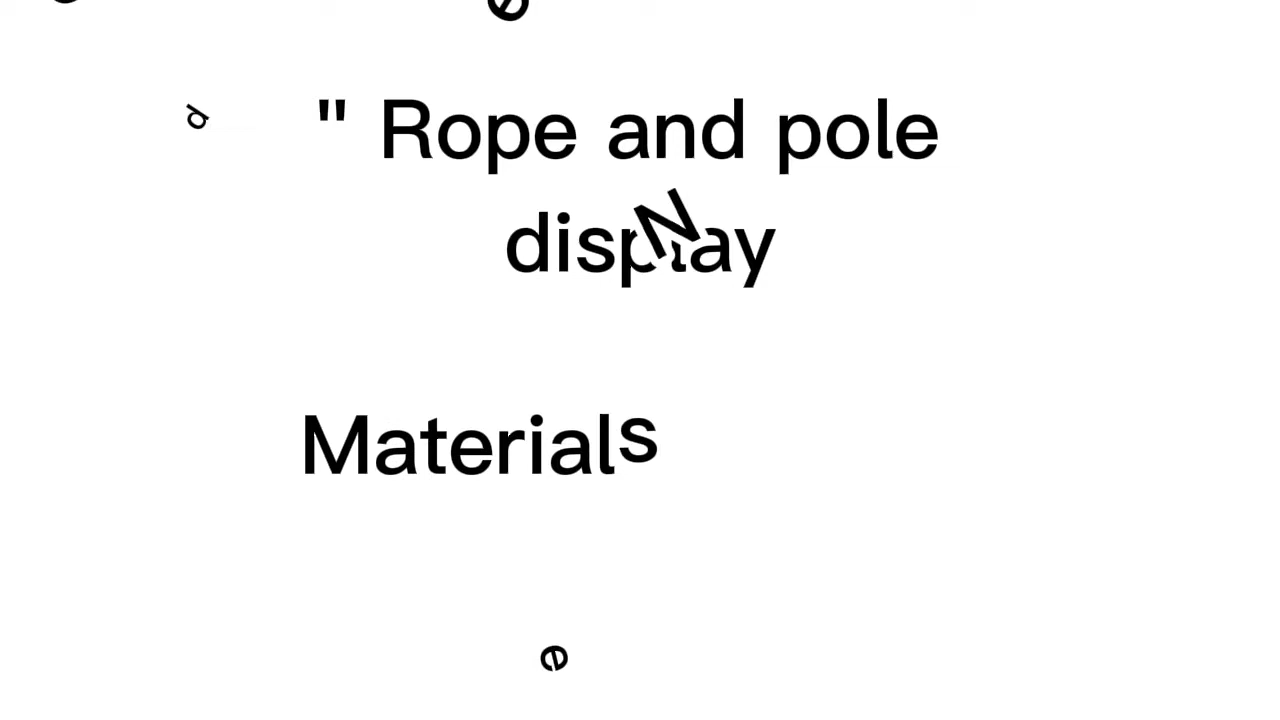 " Rope and pole
display
Materials